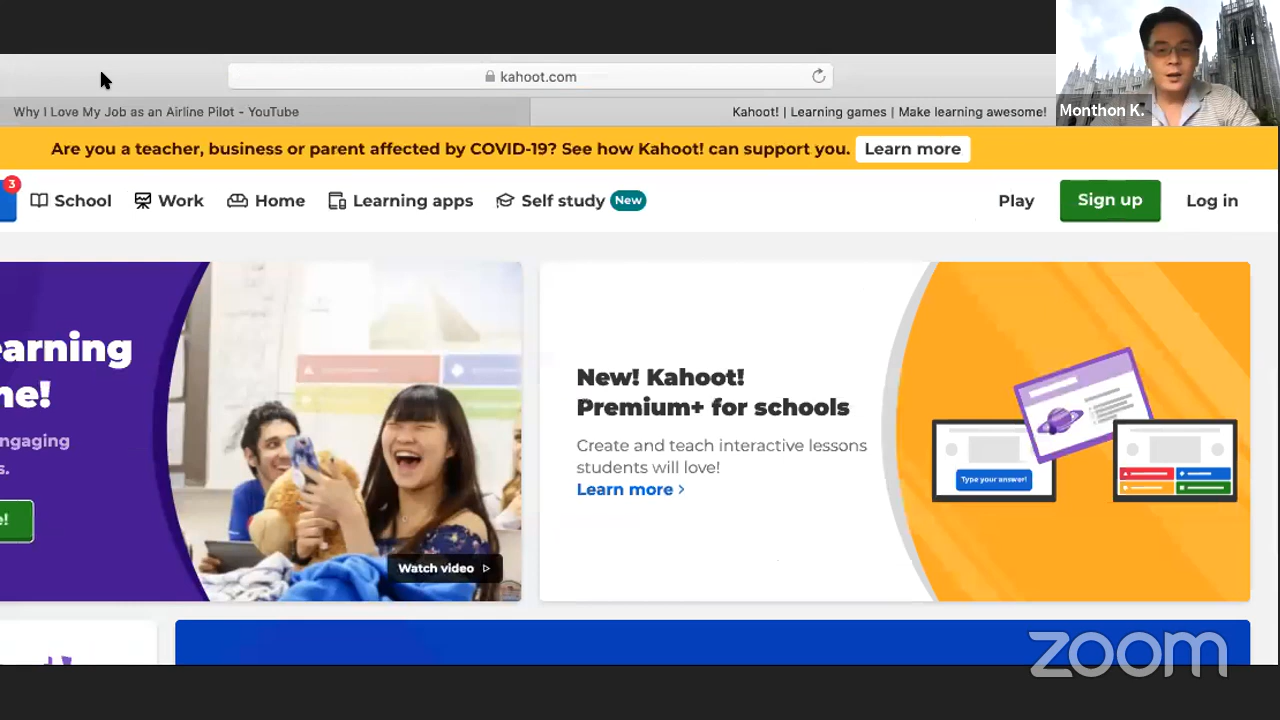 kahoot.com
Why I Love My Job as an Airline Pilot - YouTube
Kahoot! | Learning games | Make learning awesome!
Monthon K.
Are you a teacher, business or parent affected by COVID-19? See how Kahoot! can support you.
Learn more
3
School
Work
Home
Learning apps
Self study
New
Play
Sign up
Log in
earning
ne!
ngaging
s.
e!
Watch video
New! Kahoot!
Premium+ for schools
Create and teach interactive lessons
students will love!
Learn more
Type your answer!
zoom